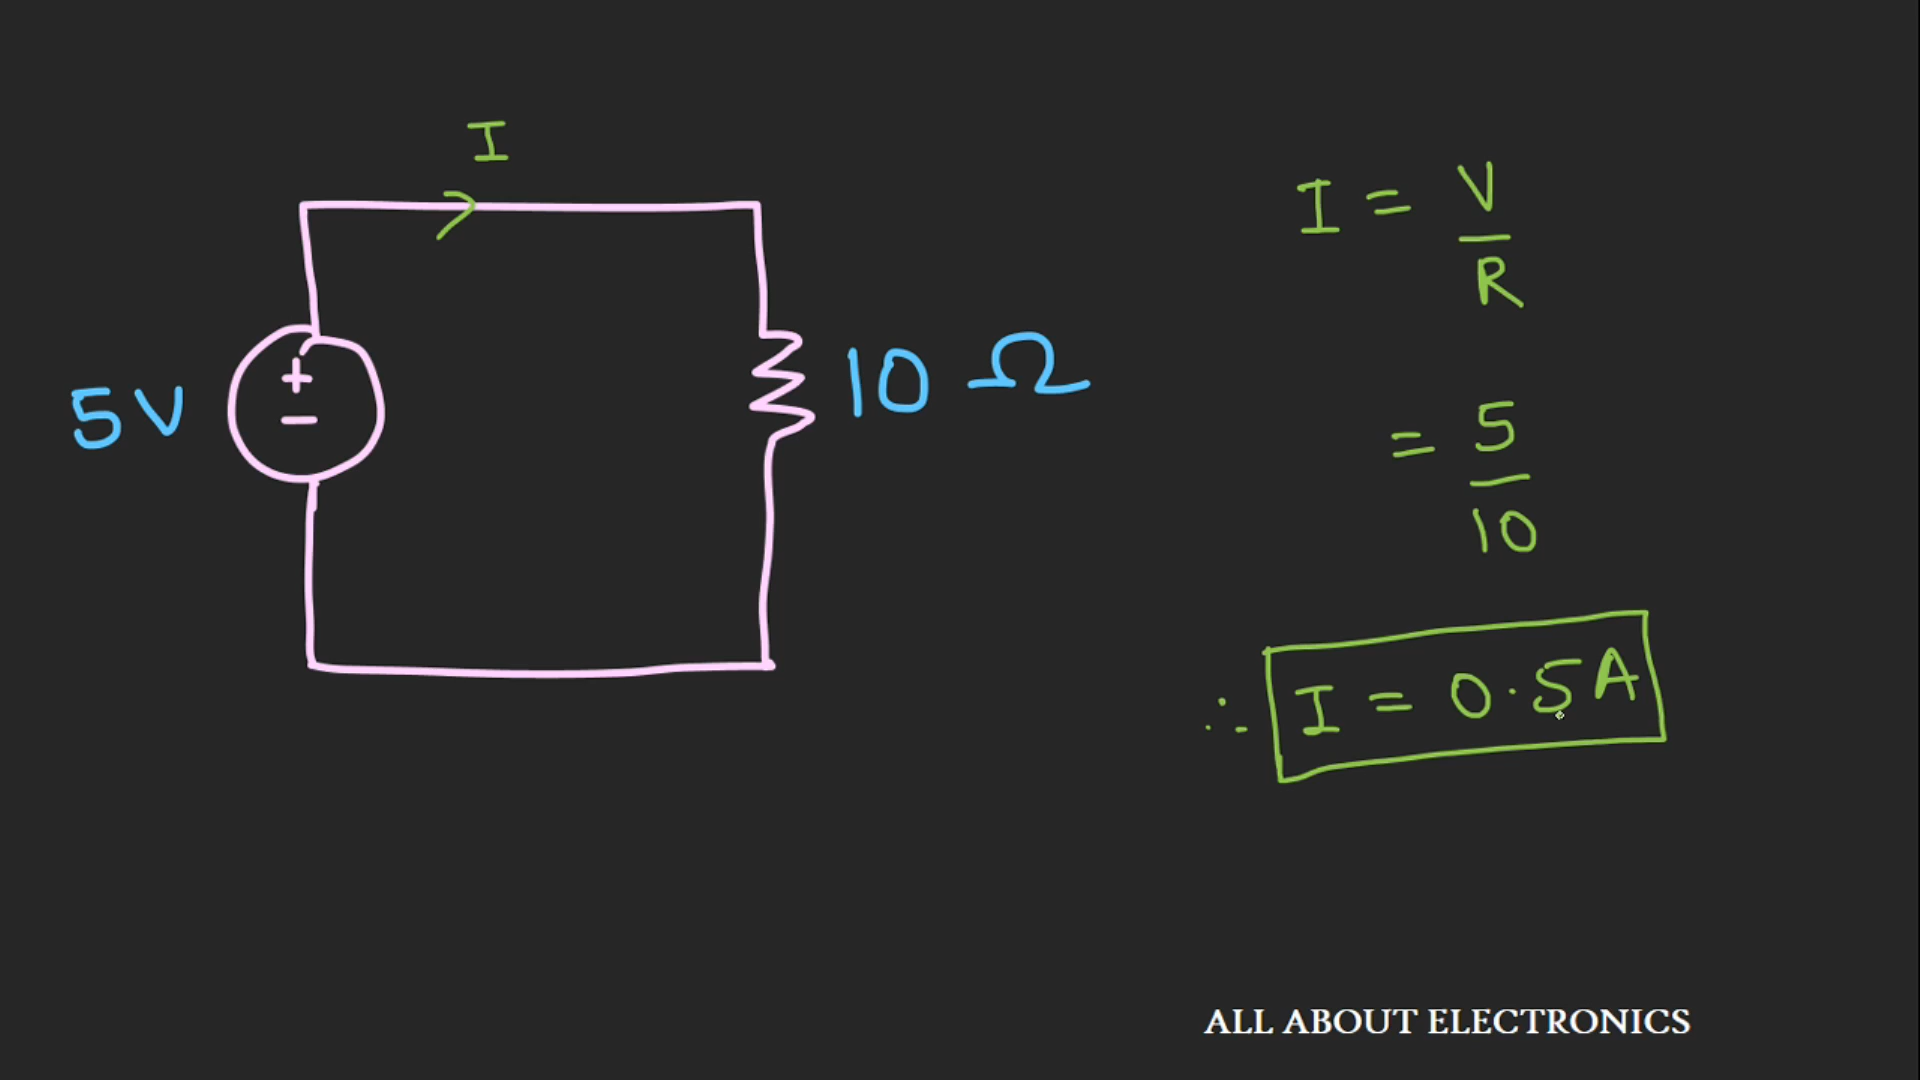 I
5V
+
−
10 Ω
I = V/R
= 5/10
∴ I = 0.5A
ALL ABOUT ELECTRONICS